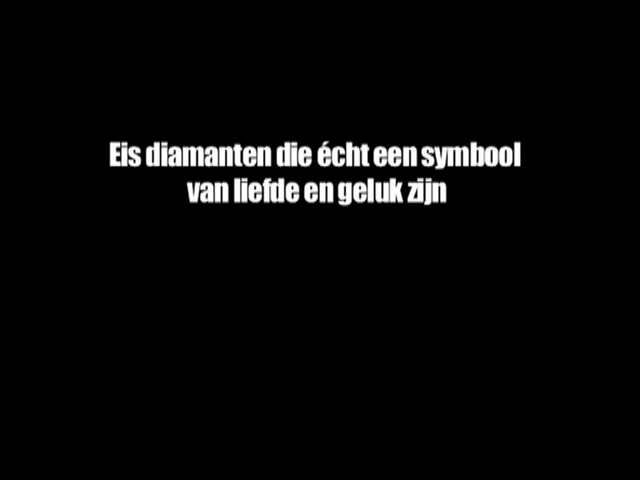 Eis diamanten die écht een symbool
van liefde en geluk zijn